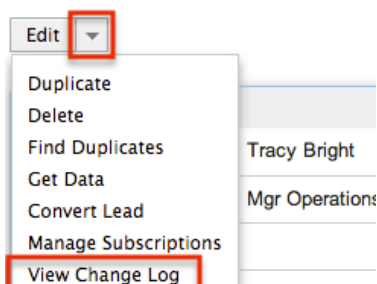 Edit
Duplicate
Delete
Find Duplicates
Tracy Bright
Get Data
Convert Lead
Mgr Operations
Manage Subscriptions
View Change Log